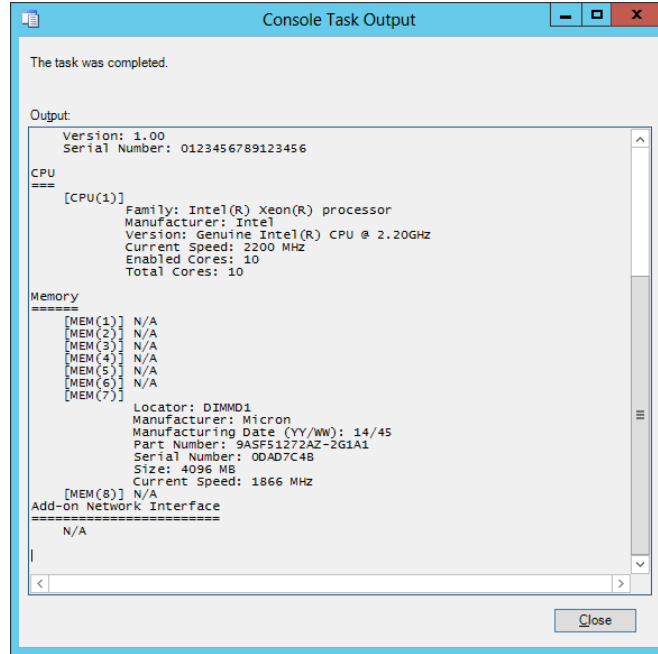 Console Task Output
The task was completed.
Output:
Version: 1.00
Serial Number: 0123456789123456
CPU
===
[CPU(1)]
Family: Intel(R) Xeon(R) processor
Manufacturer: Intel
Version: Genuine Intel(R) CPU @ 2.20GHz
Current Speed: 2200 MHz
Enabled Cores: 10
Total Cores: 10
Memory
======
[MEM(1)] N/A
[MEM(2)] N/A
[MEM(3)] N/A
[MEM(4)] N/A
[MEM(5)] N/A
[MEM(6)] N/A
[MEM(7)]
Locator: DIMMD1
Manufacturer: Micron
Manufacturing Date (YY/WW): 14/45
Part Number: 9ASF51272AZ-2G1A1
Serial Number: 0DAD7C4B
Size: 4096 MB
Current Speed: 1866 MHz
[MEM(8)] N/A
Add-on Network Interface
========================
N/A
Close